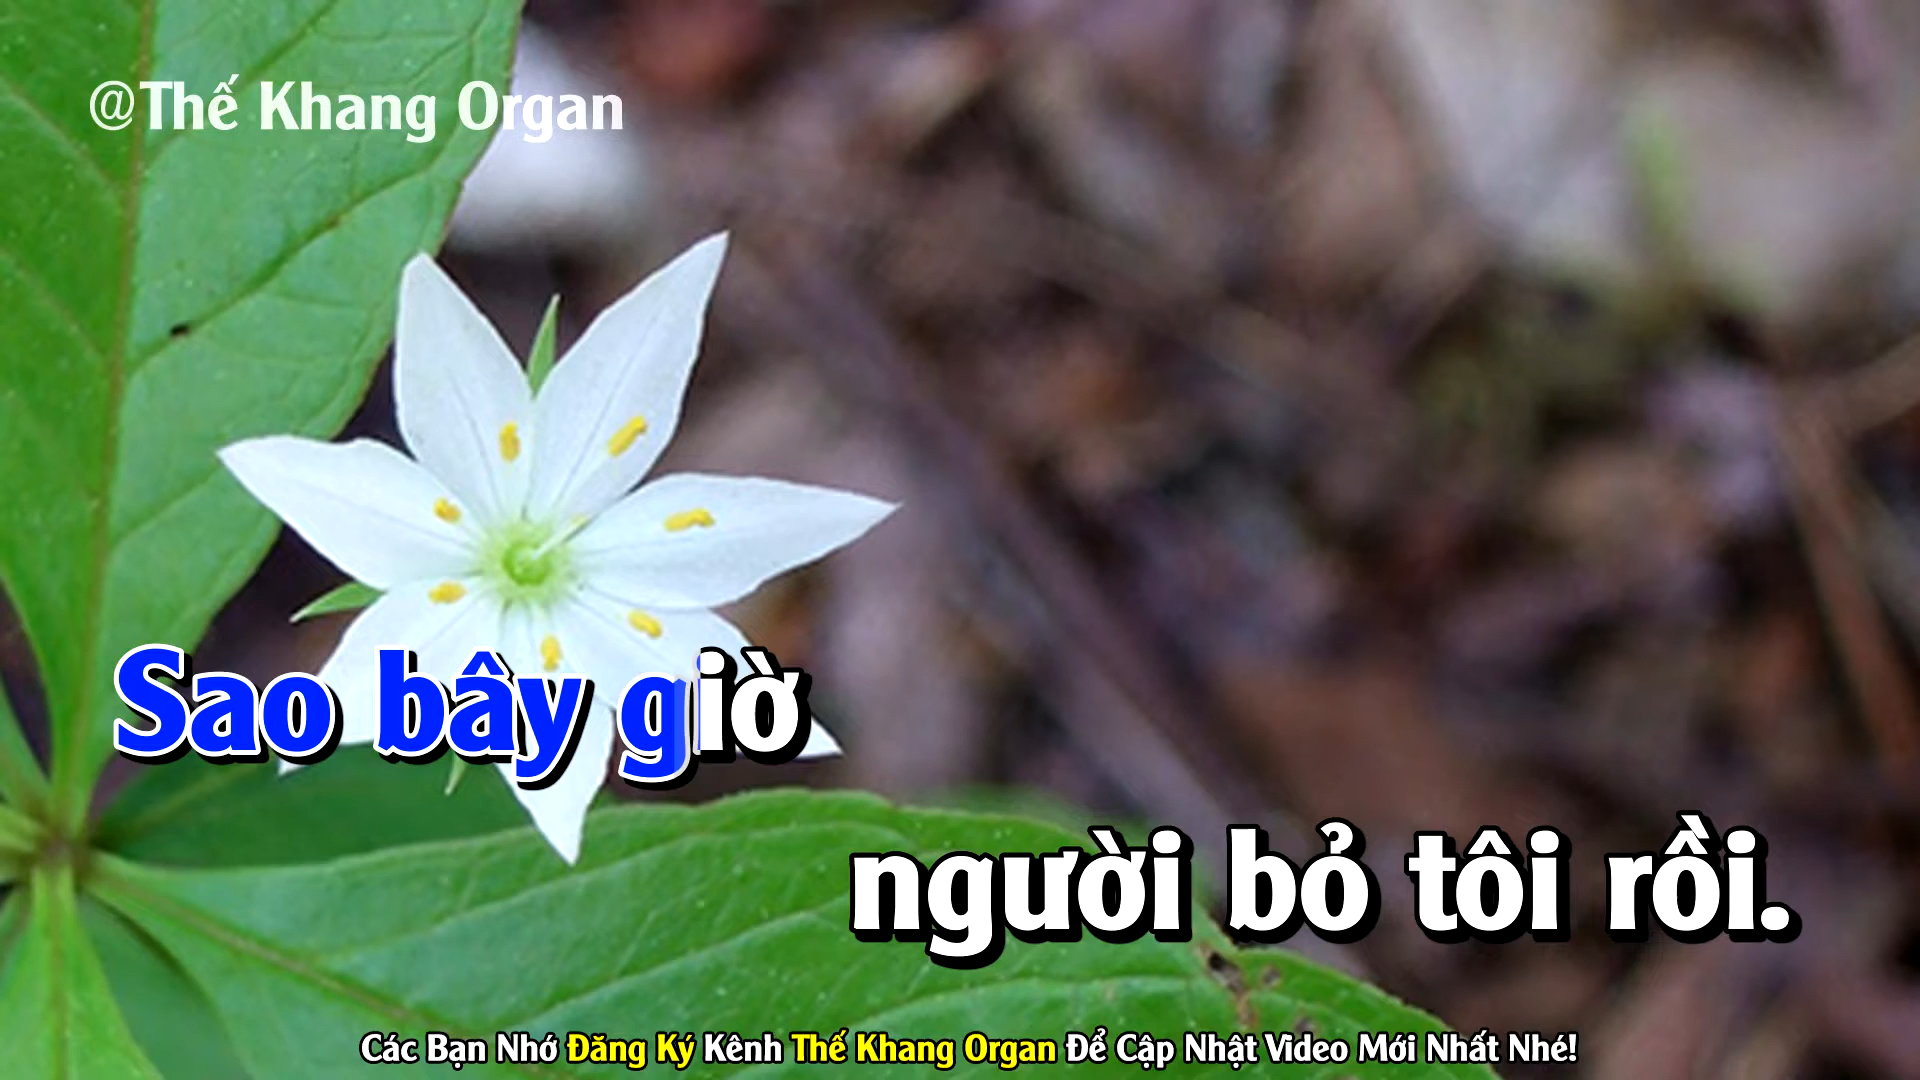 @Thế Khang Organ
Sao bây giờ
người bỏ tôi rồi.
Các Bạn Nhớ Đăng Ký Kênh Thế Khang Organ Để Cập Nhật Video Mới Nhất Nhé!